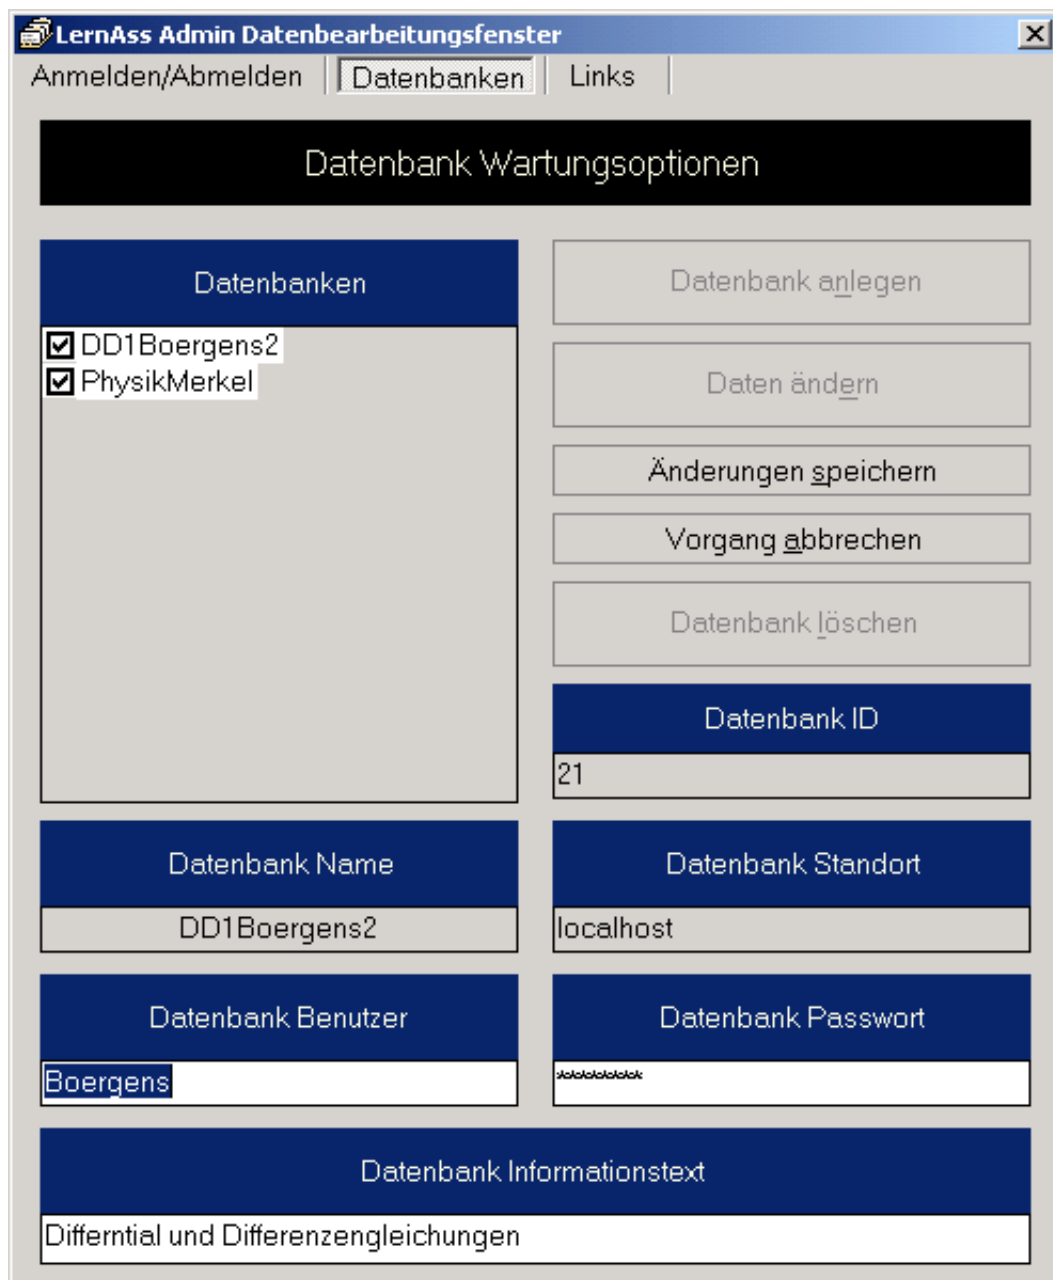 LernAss Admin Datenbearbeitungsfenster
Anmelden/Abmelden Datenbanken Links
Datenbank Wartungsoptionen
Datenbanken
DD1Boergens2
PhysikMerkel
Datenbank anlegen
Daten ändern
Änderungen speichern
Vorgang abbrechen
Datenbank löschen
Datenbank ID
21
Datenbank Name
DD1Boergens2
Datenbank Standort
localhost
Datenbank Benutzer
Boergens
Datenbank Passwort
*********
Datenbank Informationstext
Differntial und Differenzengleichungen